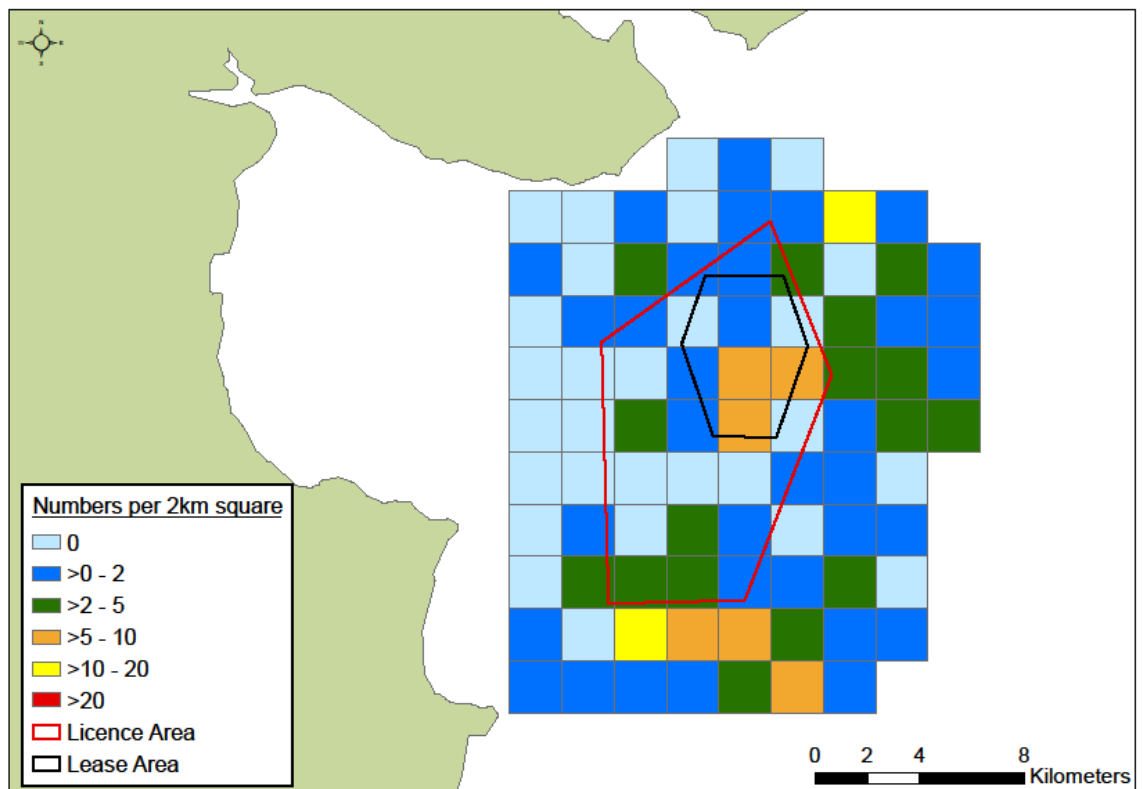 N
E
S
Numbers per 2km square
0
>0 - 2
>2 - 5
>5 - 10
>10 - 20
>20
Licence Area
Lease Area
0 2 4 8
Kilometers